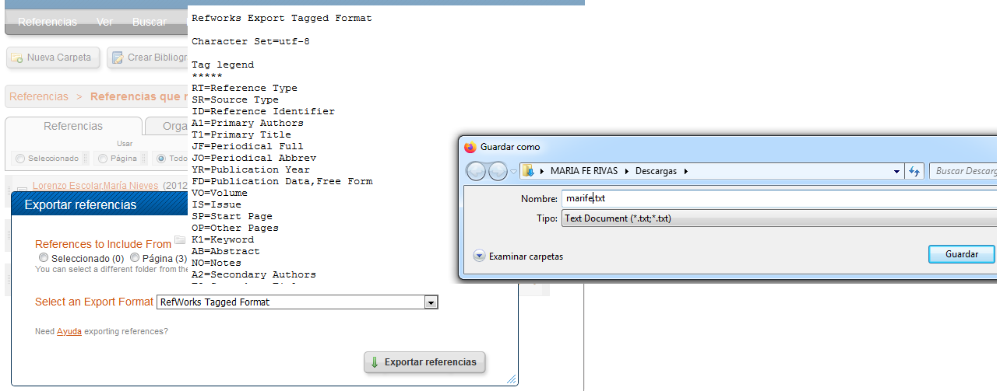 Referencias Ver Buscar
Nueva Carpeta Crear Bibliogr
Referencias > Referencias que
Referencias Orga
Usar
Seleccionado Página Todo
Lorenzo Escolar,María Nieves (2012
Refworks Export Tagged Format
Character Set=utf-8
Tag legend
*****
RT=Reference Type
SR=Source Type
ID=Reference Identifier
A1=Primary Authors
T1=Primary Title
JF=Periodical Full
JO=Periodical Abbrev
YR=Publication Year
FD=Publication Data,Free Form
VO=Volume
IS=Issue
SP=Start Page
OP=Other Pages
K1=Keyword
AB=Abstract
NO=Notes
A2=Secondary Authors
Guardar como
MARIA FE RIVAS Descargas
Buscar Descarg
Nombre: marife.txt
Tipo: Text Document (*.txt;*.txt)
Examinar carpetas
Guardar
Exportar referencias
References to Include From
Seleccionado (0) Página (3)
You can select a different folder from the
Select an Export Format RefWorks Tagged Format
Need Ayuda exporting references?
Exportar referencias